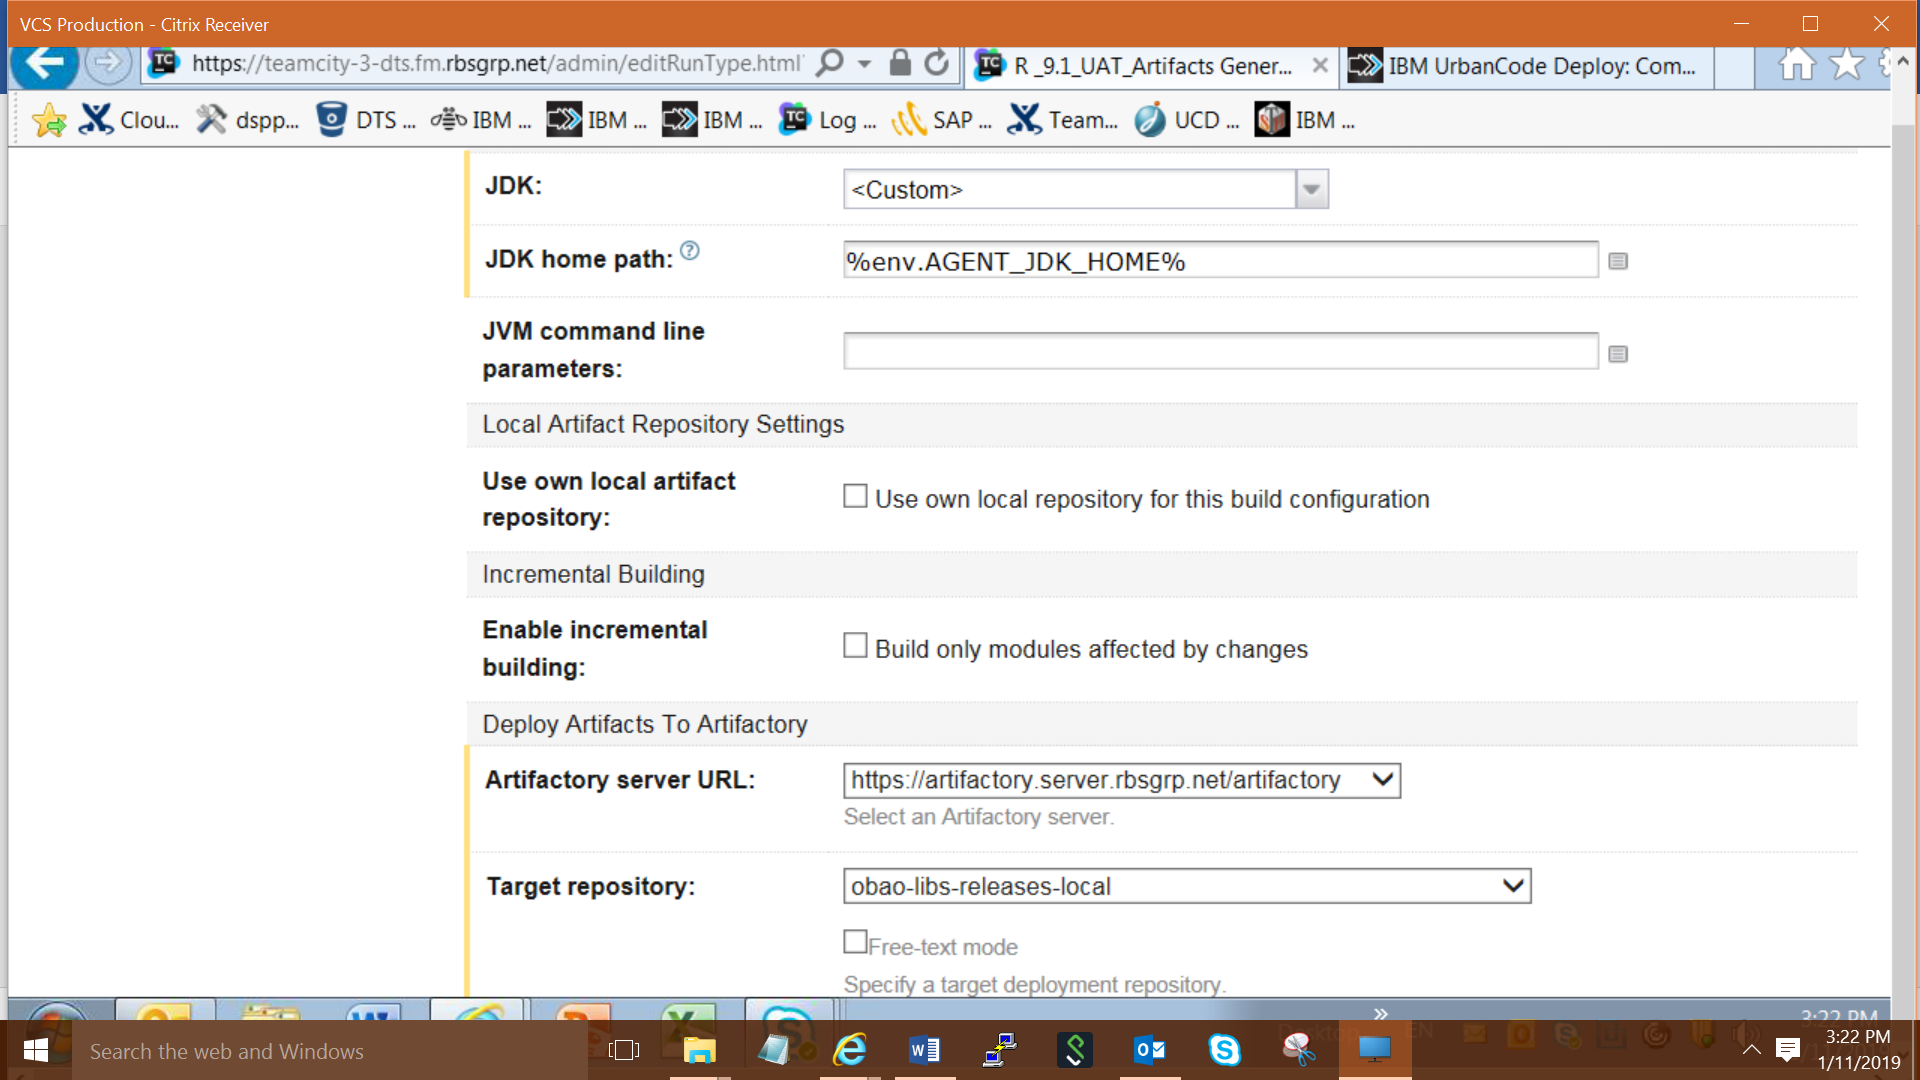 VCS Production - Citrix Receiver
https://teamcity-3-dts.fm.rbsgrp.net/admin/editRunType.html
R _9.1_UAT_Artifacts Gener...
IBM UrbanCode Deploy: Com...
Clou...
dspp...
DTS ...
IBM ...
IBM ...
IBM ...
Log ...
SAP ...
Team...
UCD ...
IBM ...
JDK:
<Custom>
JDK home path:
%env.AGENT_JDK_HOME%
JVM command line
parameters:
Local Artifact Repository Settings
Use own local artifact
repository:
Use own local repository for this build configuration
Incremental Building
Enable incremental
building:
Build only modules affected by changes
Deploy Artifacts To Artifactory
Artifactory server URL:
https://artifactory.server.rbsgrp.net/artifactory
Select an Artifactory server.
Target repository:
obao-libs-releases-local
Free-text mode
Specify a target deployment repository.
Desktop
EN
3:22 PM
Search the web and Windows
3:22 PM
1/11/2019